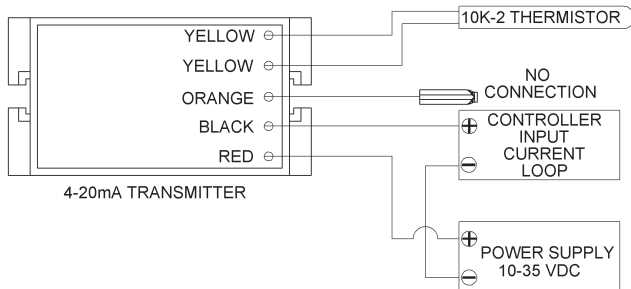 YELLOW
YELLOW
ORANGE
BLACK
RED
4-20mA TRANSMITTER
10K-2 THERMISTOR
NO
CONNECTION
+
CONTROLLER
INPUT
CURRENT
LOOP
−
+
POWER SUPPLY
10-35 VDC
−